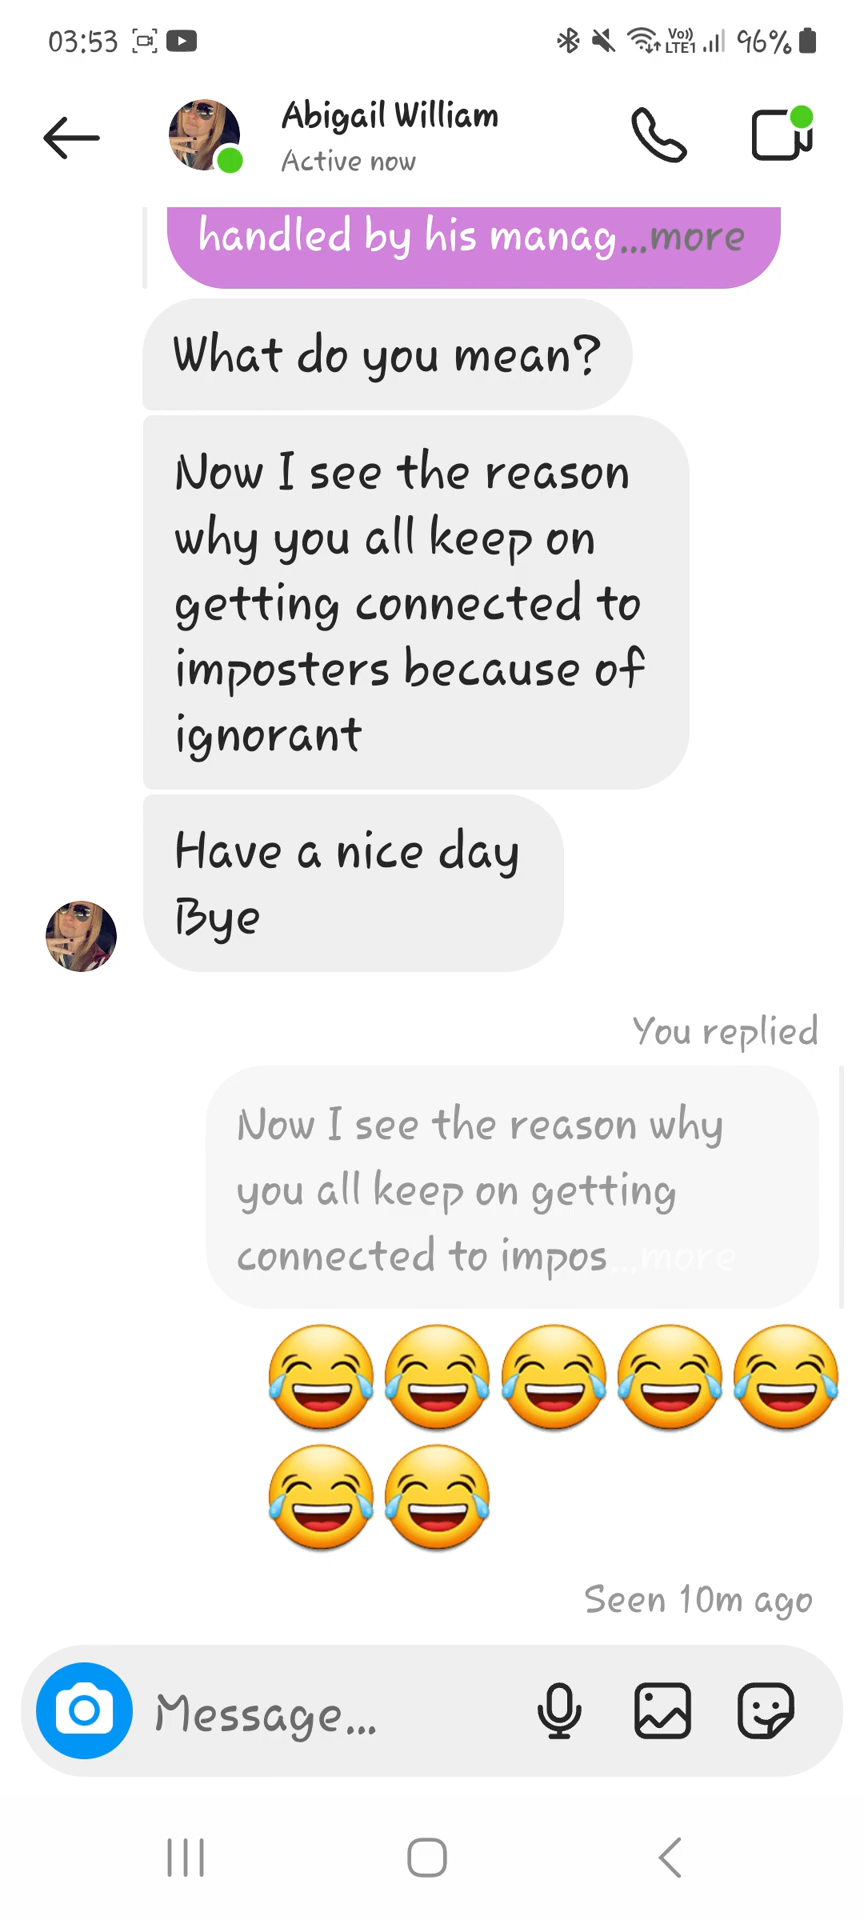 03:53 Vo)) LTE1 96%
Abigail William
Active now
handled by his manag...more
What do you mean?
Now I see the reason
why you all keep on
getting connected to
imposters because of
ignorant
Have a nice day
Bye
You replied
Now I see the reason why
you all keep on getting
connected to impos...more
😂😂😂😂😂
😂😂
Seen 10m ago
Message...